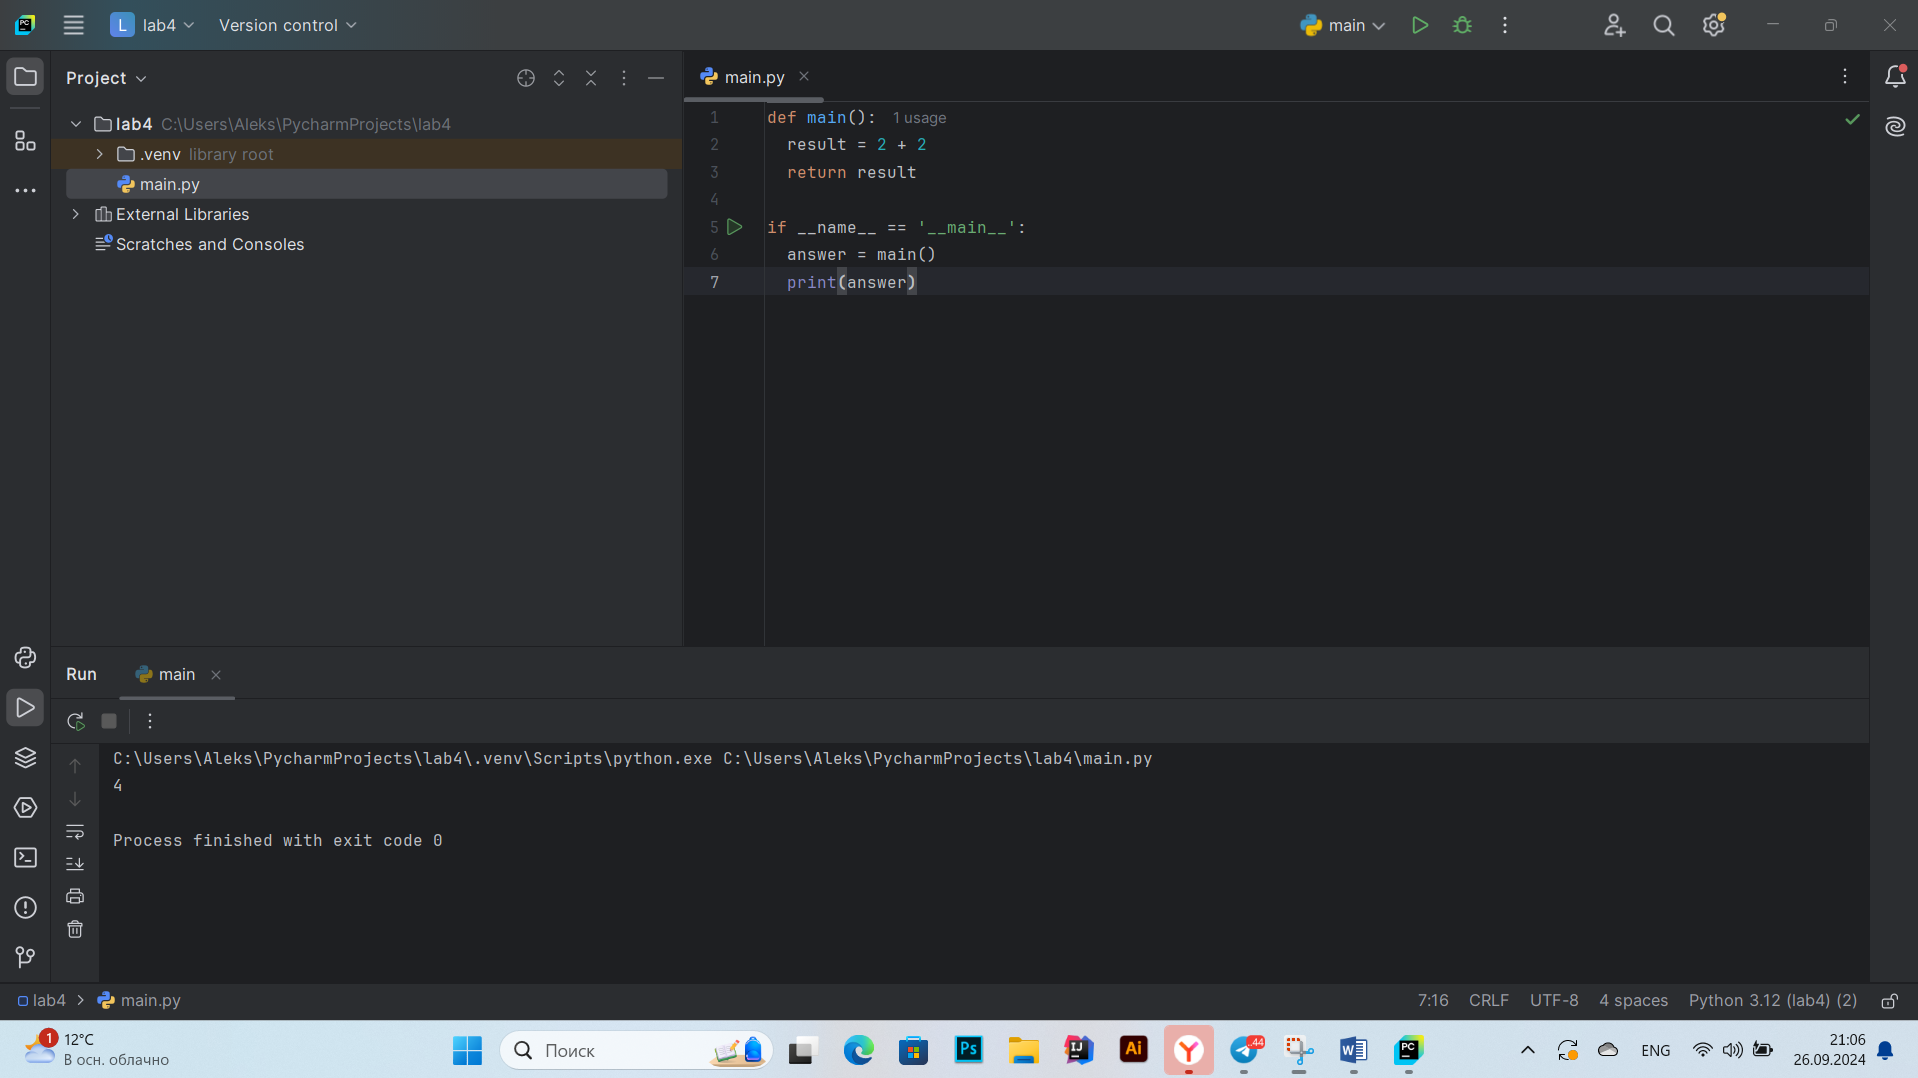 L lab4 Version control main
Project
main.py
lab4 C:\Users\Aleks\PycharmProjects\lab4
.venv library root
main.py
External Libraries
Scratches and Consoles
1 def main(): 1 usage
2 result = 2 + 2
3 return result
4
5 if __name__ == '__main__':
6 answer = main()
7 print(answer)
Run main
C:\Users\Aleks\PycharmProjects\lab4\.venv\Scripts\python.exe C:\Users\Aleks\PycharmProjects\lab4\main.py
4
Process finished with exit code 0
lab4 main.py 7:16 CRLF UTF-8 4 spaces Python 3.12 (lab4) (2)
1 12°C
В осн. облачно
Поиск
Ps
IJ
Ai
Y
..44
W
PC
ENG
21:06
26.09.2024